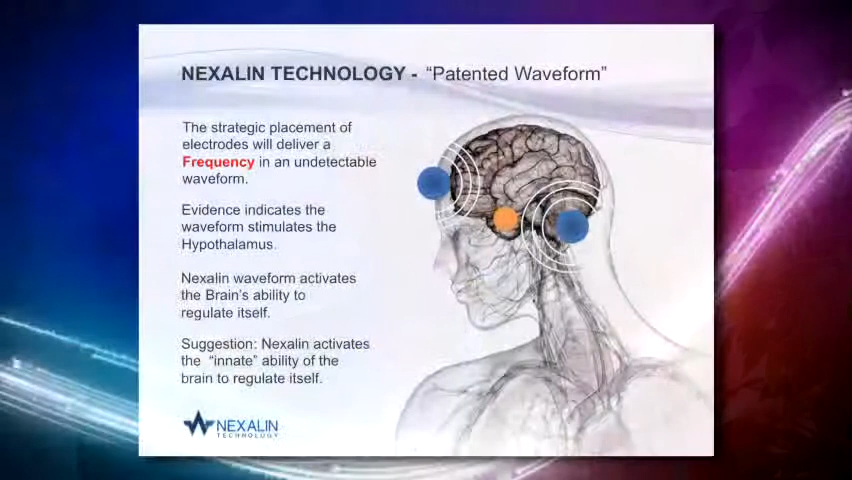 NEXALIN TECHNOLOGY - “Patented Waveform”
The strategic placement of
electrodes will deliver a
Frequency in an undetectable
waveform.
Evidence indicates the
waveform stimulates the
Hypothalamus.
Nexalin waveform activates
the Brain’s ability to
regulate itself.
Suggestion: Nexalin activates
the “innate” ability of the
brain to regulate itself.
NEXALIN
TECHNOLOGY